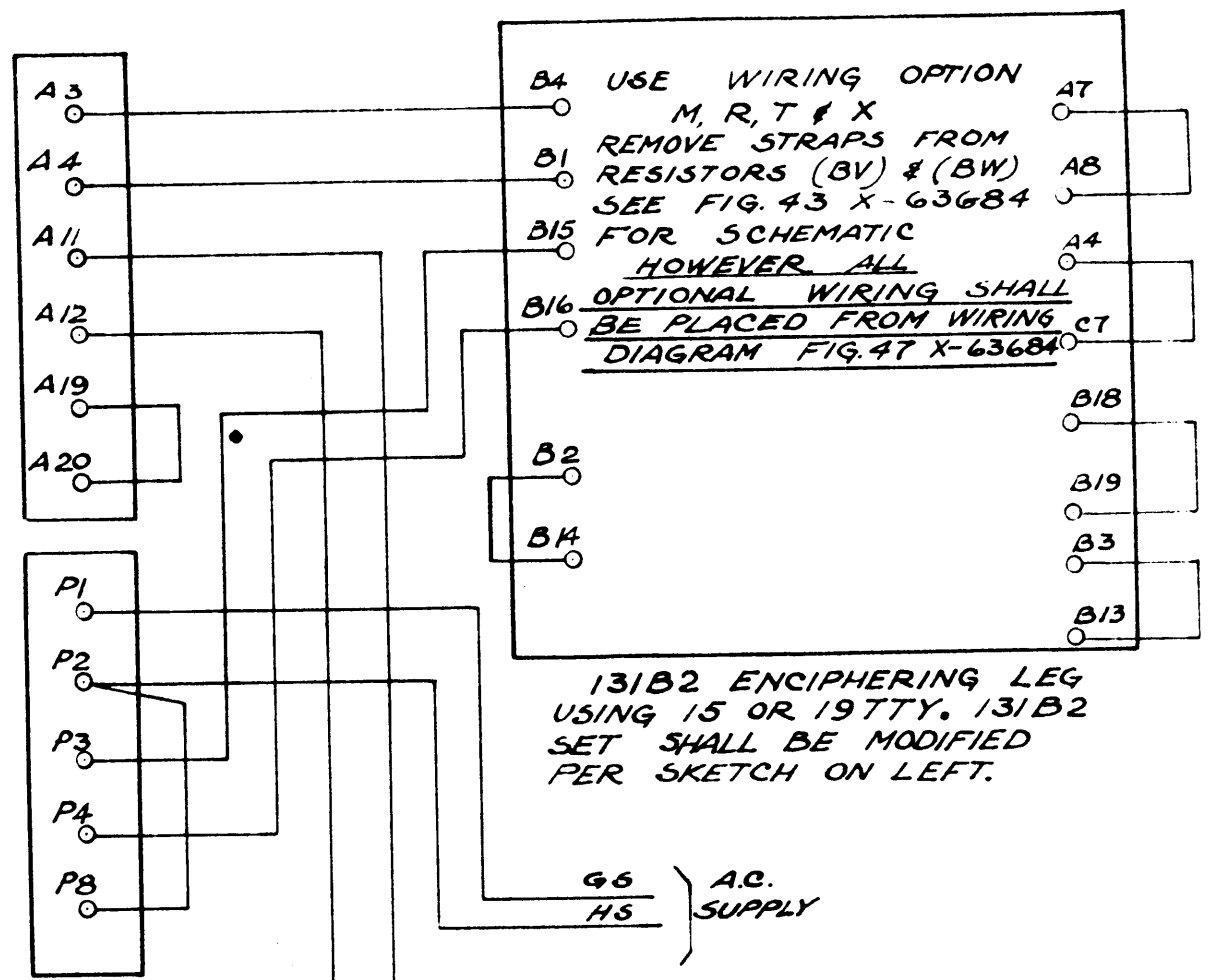 A3
A4
A11
A12
A19
A20
P1
P2
P3
P4
P8
B4
B1
B15
B16
B2
B14
USE WIRING OPTION
M, R, T & X
REMOVE STRAPS FROM
RESISTORS (BV) & (BW)
SEE FIG. 43 X-63684
FOR SCHEMATIC
HOWEVER ALL
OPTIONAL WIRING SHALL
BE PLACED FROM WIRING
DIAGRAM FIG. 47 X-63684
A7
A8
A4
C7
B18
B19
B3
B13
131B2 ENCIPHERING LEG
USING 15 OR 19 TTY. 131B2
SET SHALL BE MODIFIED
PER SKETCH ON LEFT.
GS
HS
A.C.
SUPPLY